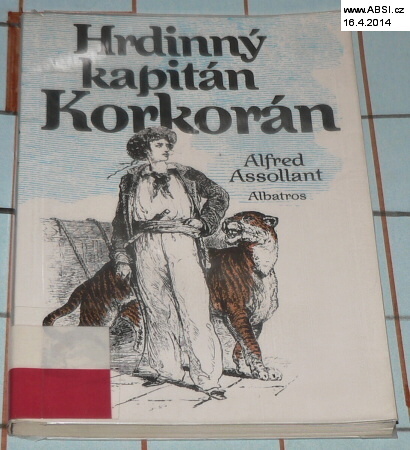 www.ABSI.cz
16.4.2014
Hrdinný
kapitán
Korkorán
Alfred
Assollant
Albatros